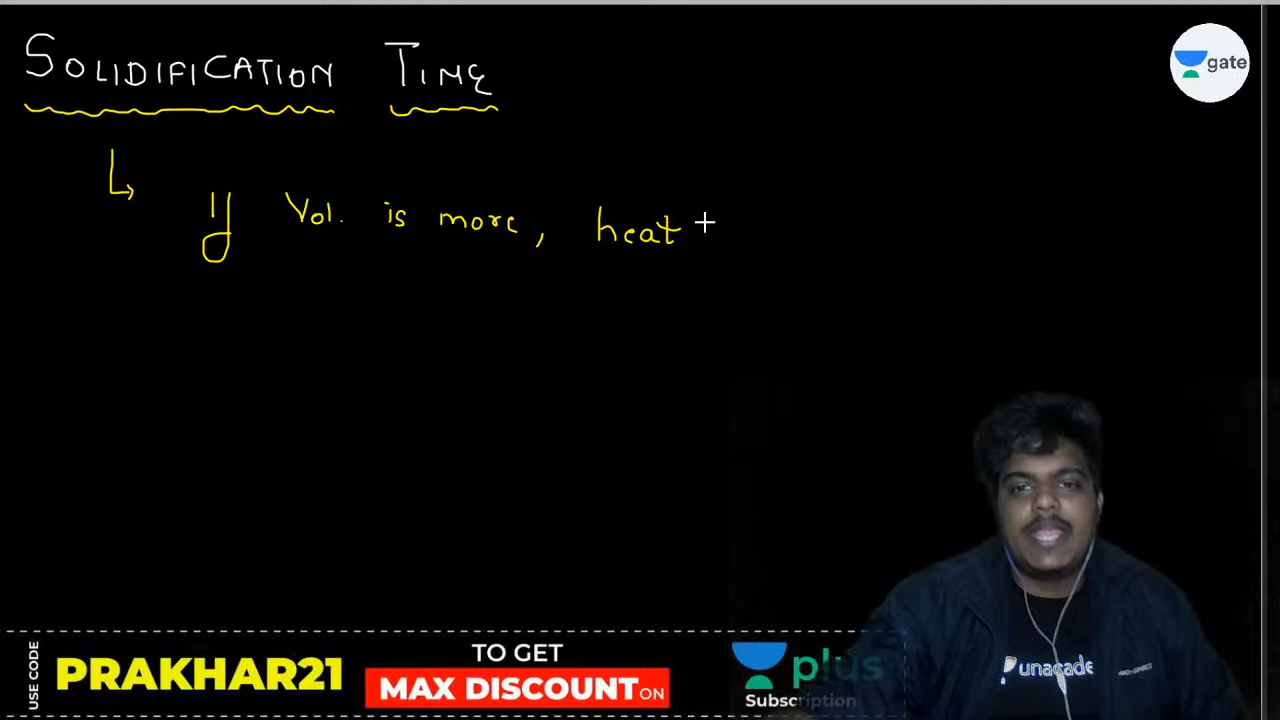 SOLIDIFICATION TIME
gate
If Vol. is more, heat
unacade
USE CODE
PRAKHAR21
TO GET
MAX DISCOUNT ON
plus
Subscription